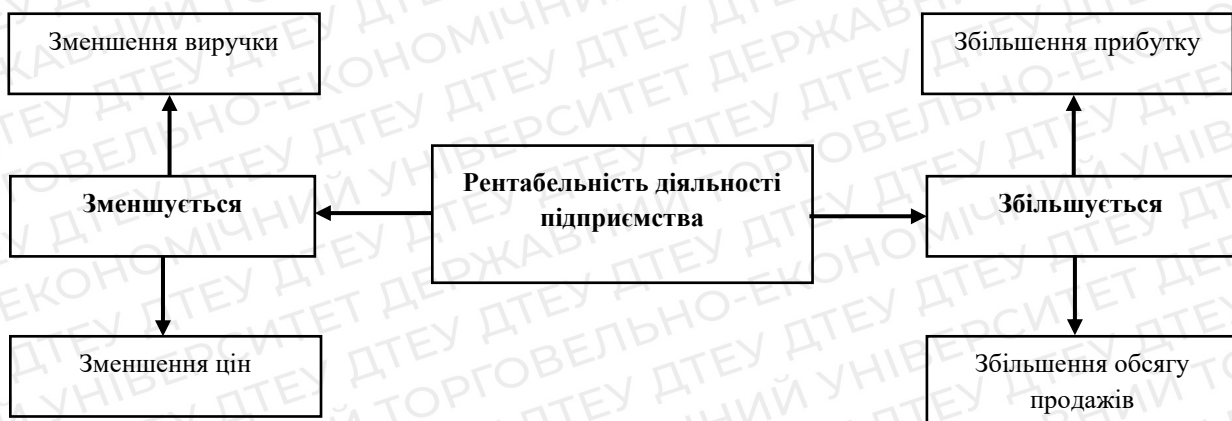 Зменшення виручки
Збільшення прибутку
Зменшується
Рентабельність діяльності
підприємства
Збільшується
Зменшення цін
Збільшення обсягу
продажів